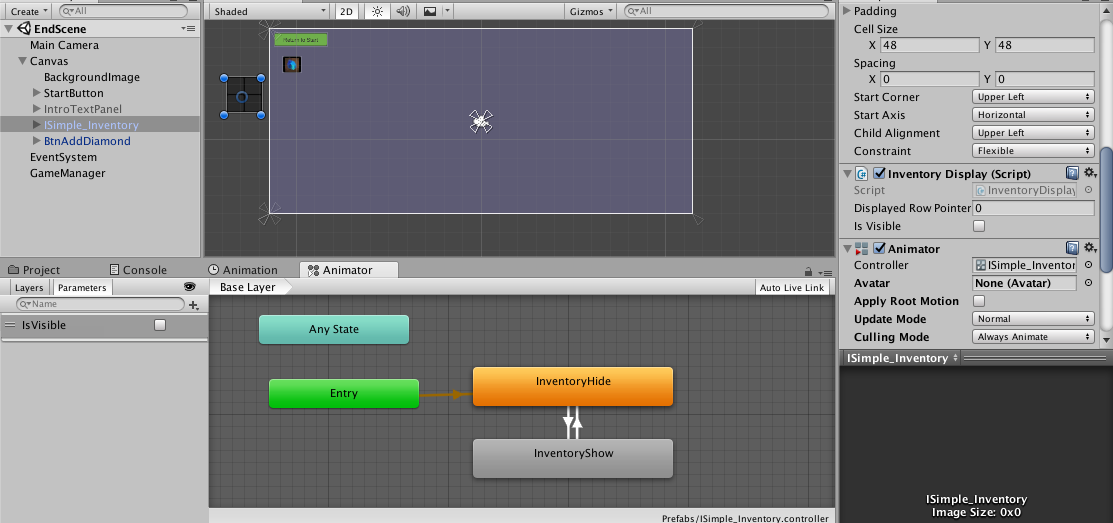 Create
All
EndScene
Main Camera
Canvas
BackgroundImage
StartButton
IntroTextPanel
ISimple_Inventory
BtnAddDiamond
EventSystem
GameManager
Shaded
2D
Gizmos
All
Return to Start
Padding
Cell Size
X 48 Y 48
Spacing
X 0 Y 0
Start Corner Upper Left
Start Axis Horizontal
Child Alignment Upper Left
Constraint Flexible
Inventory Display (Script)
Script InventoryDisplay
Displayed Row Pointer 0
Is Visible
Animator
Controller ISimple_Inventor
Avatar None (Avatar)
Apply Root Motion
Update Mode Normal
Culling Mode Always Animate
ISimple_Inventory
ISimple_Inventory
Image Size: 0x0
Project Console Animation Animator
Layers Parameters
Base Layer
Auto Live Link
Name
IsVisible
Any State
Entry
InventoryHide
InventoryShow
Prefabs/ISimple_Inventory.controller